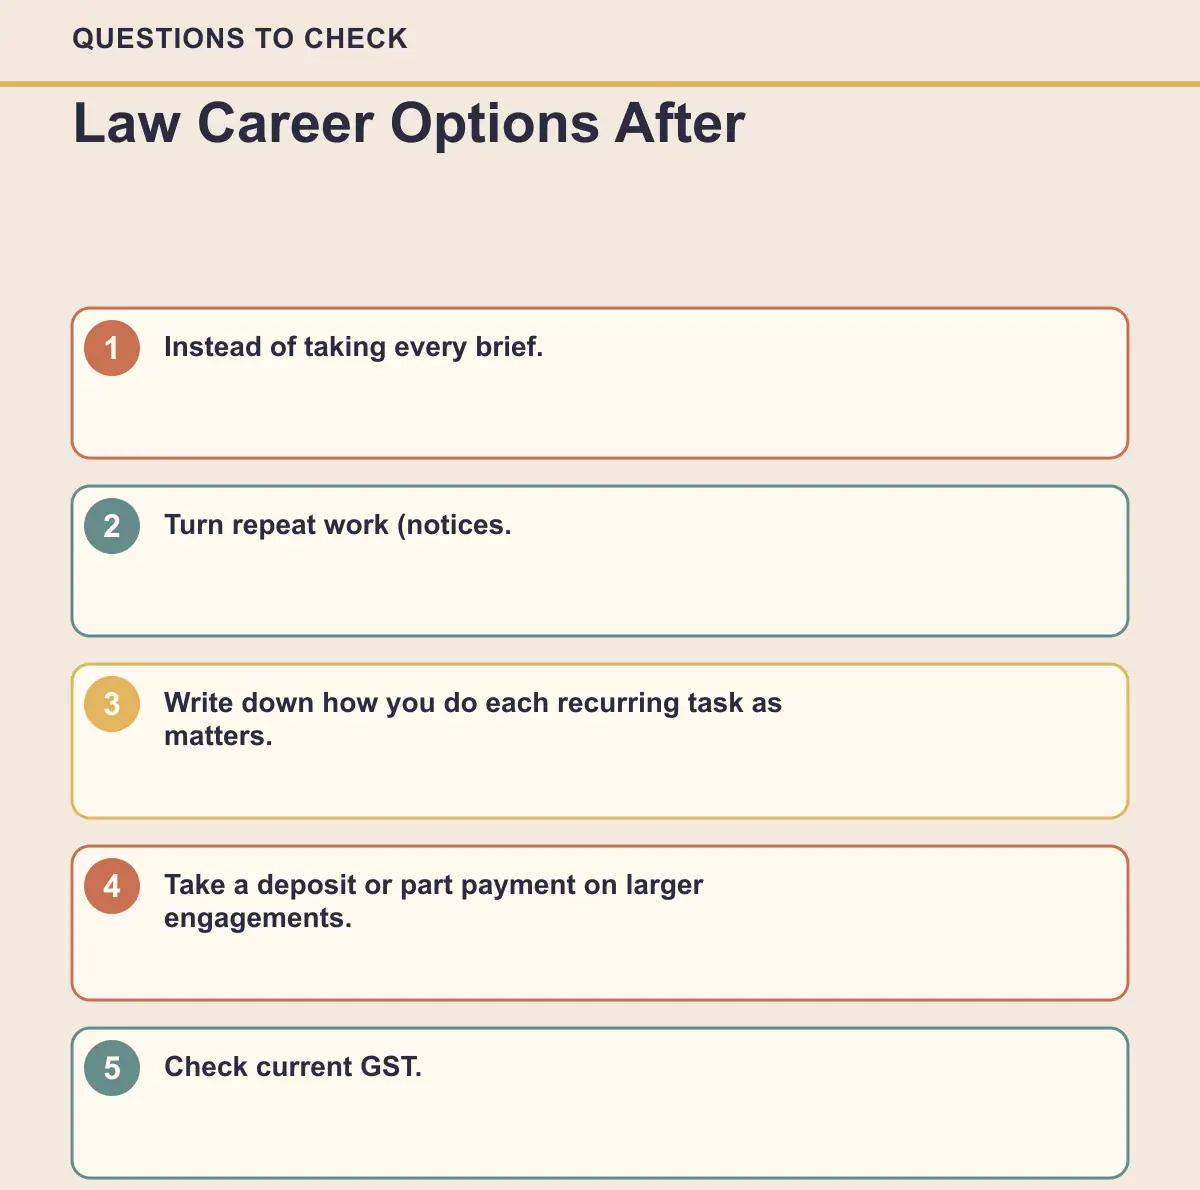 QUESTIONS TO CHECK
Law Career Options After
1
Instead of taking every brief.
2
Turn repeat work (notices.
3
Write down how you do each recurring task as
matters.
4
Take a deposit or part payment on larger
engagements.
5
Check current GST.